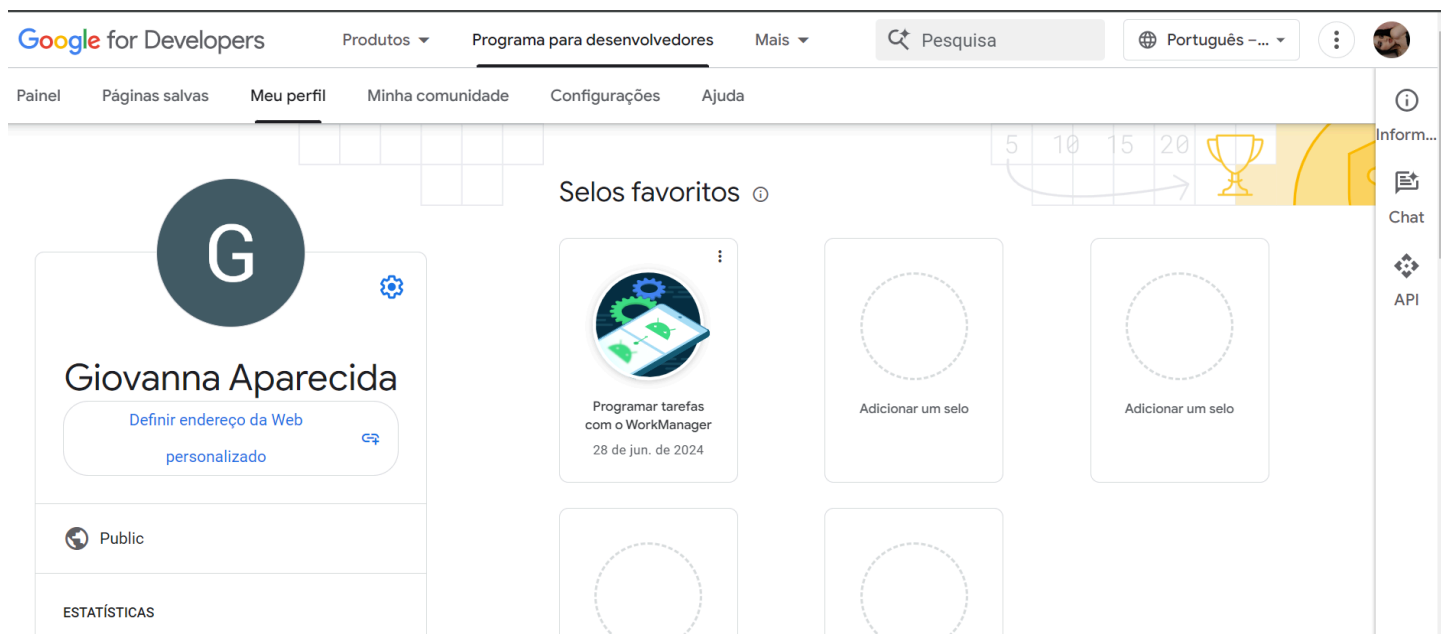 Google for Developers
Produtos
Programa para desenvolvedores
Mais
Pesquisa
Português –...
Painel
Páginas salvas
Meu perfil
Minha comunidade
Configurações
Ajuda
Inform...
Chat
API
5 10 15 20
G
Giovanna Aparecida
Definir endereço da Web
personalizado
Public
ESTATÍSTICAS
Selos favoritos
Programar tarefas
com o WorkManager
28 de jun. de 2024
Adicionar um selo
Adicionar um selo